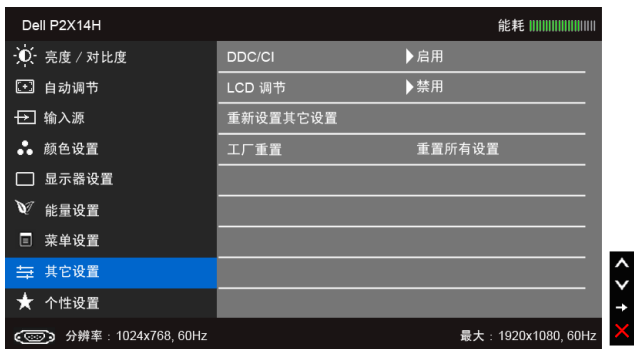 Dell P2X14H 能耗
亮度 / 对比度 DDC/CI 启用
自动调节 LCD 调节 禁用
输入源 重新设置其它设置
颜色设置 工厂重置 重置所有设置
显示器设置
能量设置
菜单设置
其它设置
个性设置
分辨率：1024x768, 60Hz 最大：1920x1080, 60Hz